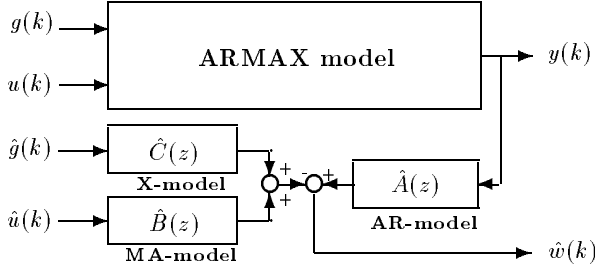 g(k)
ARMAX model
y(k)
u(k)
ĝ(k)
Ĉ(z)
+
- +
Â(z)
X-model
+
û(k)
B̂(z)
AR-model
MA-model
ŵ(k)